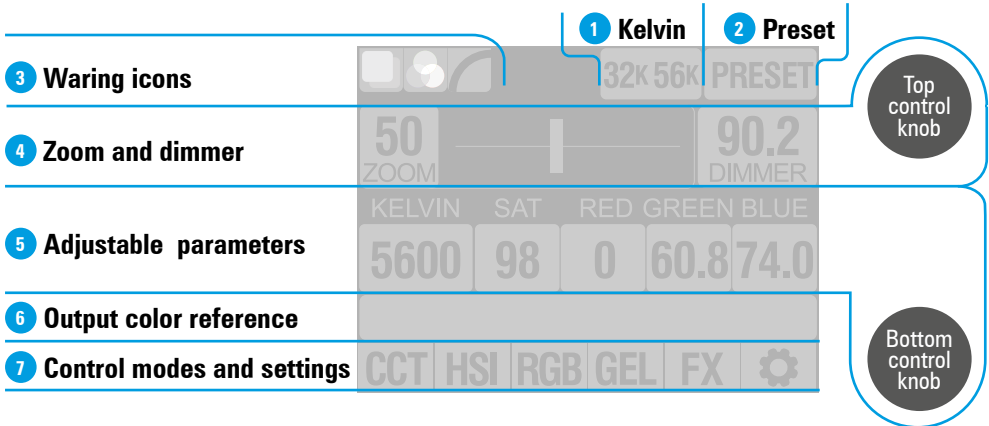 1 Kelvin
2 Preset
3 Waring icons
32K 56K PRESET
Top
control
knob
4 Zoom and dimmer
50
ZOOM
90.2
DIMMER
5 Adjustable parameters
KELVIN SAT RED GREEN BLUE
5600 98 0 60.8 74.0
6 Output color reference
7 Control modes and settings
CCT HSI RGB GEL FX
Bottom
control
knob